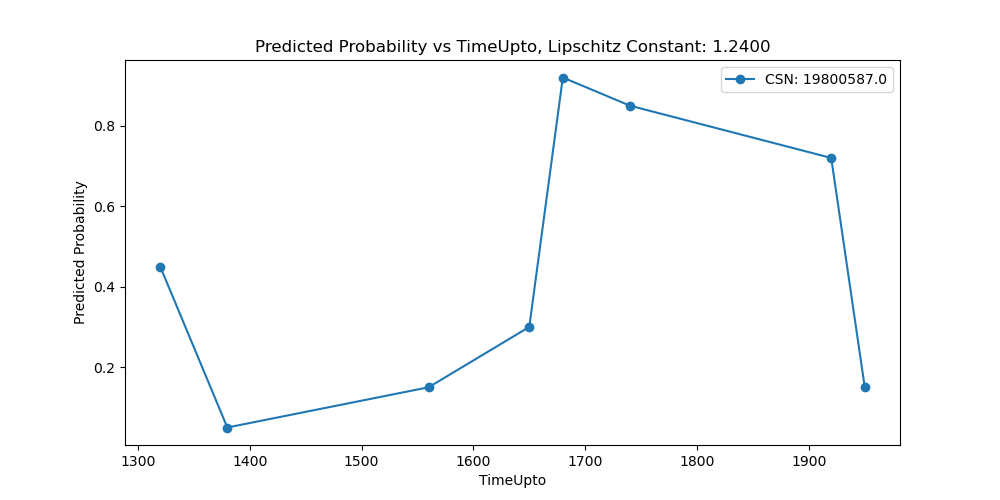 Predicted Probability vs TimeUpto, Lipschitz Constant: 1.2400
CSN: 19800587.0
Predicted Probability
0.8
0.6
0.4
0.2
1300 1400 1500 1600 1700 1800 1900
TimeUpto